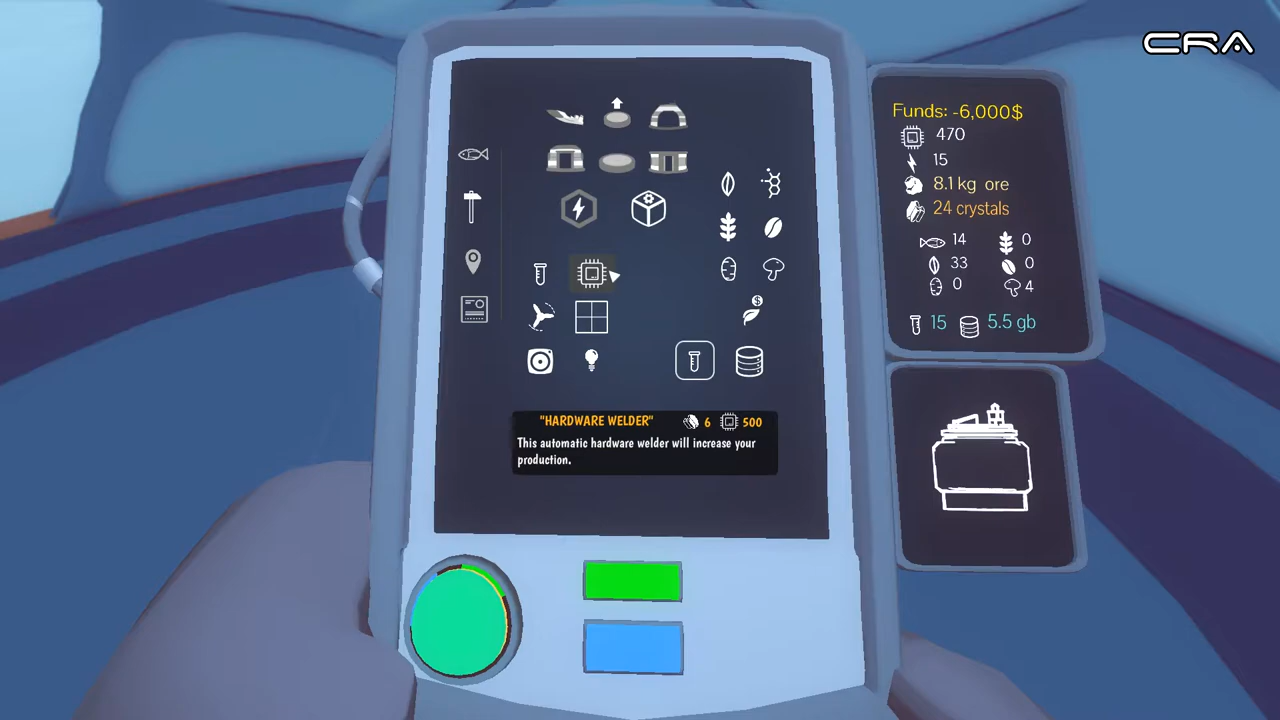 CRA
Funds: -6,000$
470
15
8.1 kg ore
24 crystals
14 0
33 0
0 4
15 5.5 gb
"HARDWARE WELDER" 6 500
This automatic hardware welder will increase your
production.